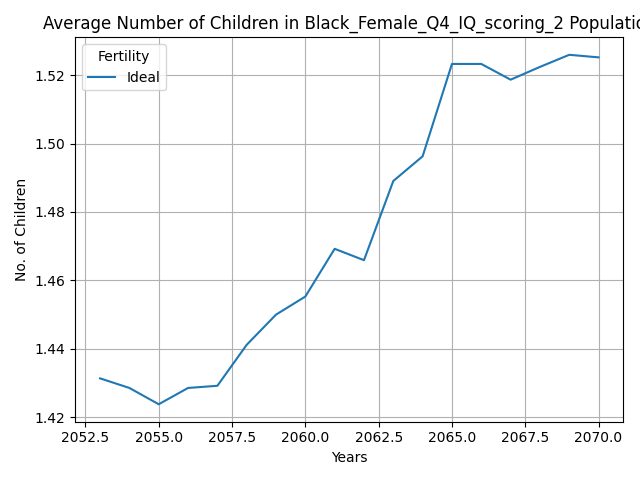 Average Number of Children in Black_Female_Q4_IQ_scoring_2 Populatio
Fertility
Ideal
No. of Children
1.52
1.50
1.48
1.46
1.44
1.42
2052.5 2055.0 2057.5 2060.0 2062.5 2065.0 2067.5 2070.0
Years